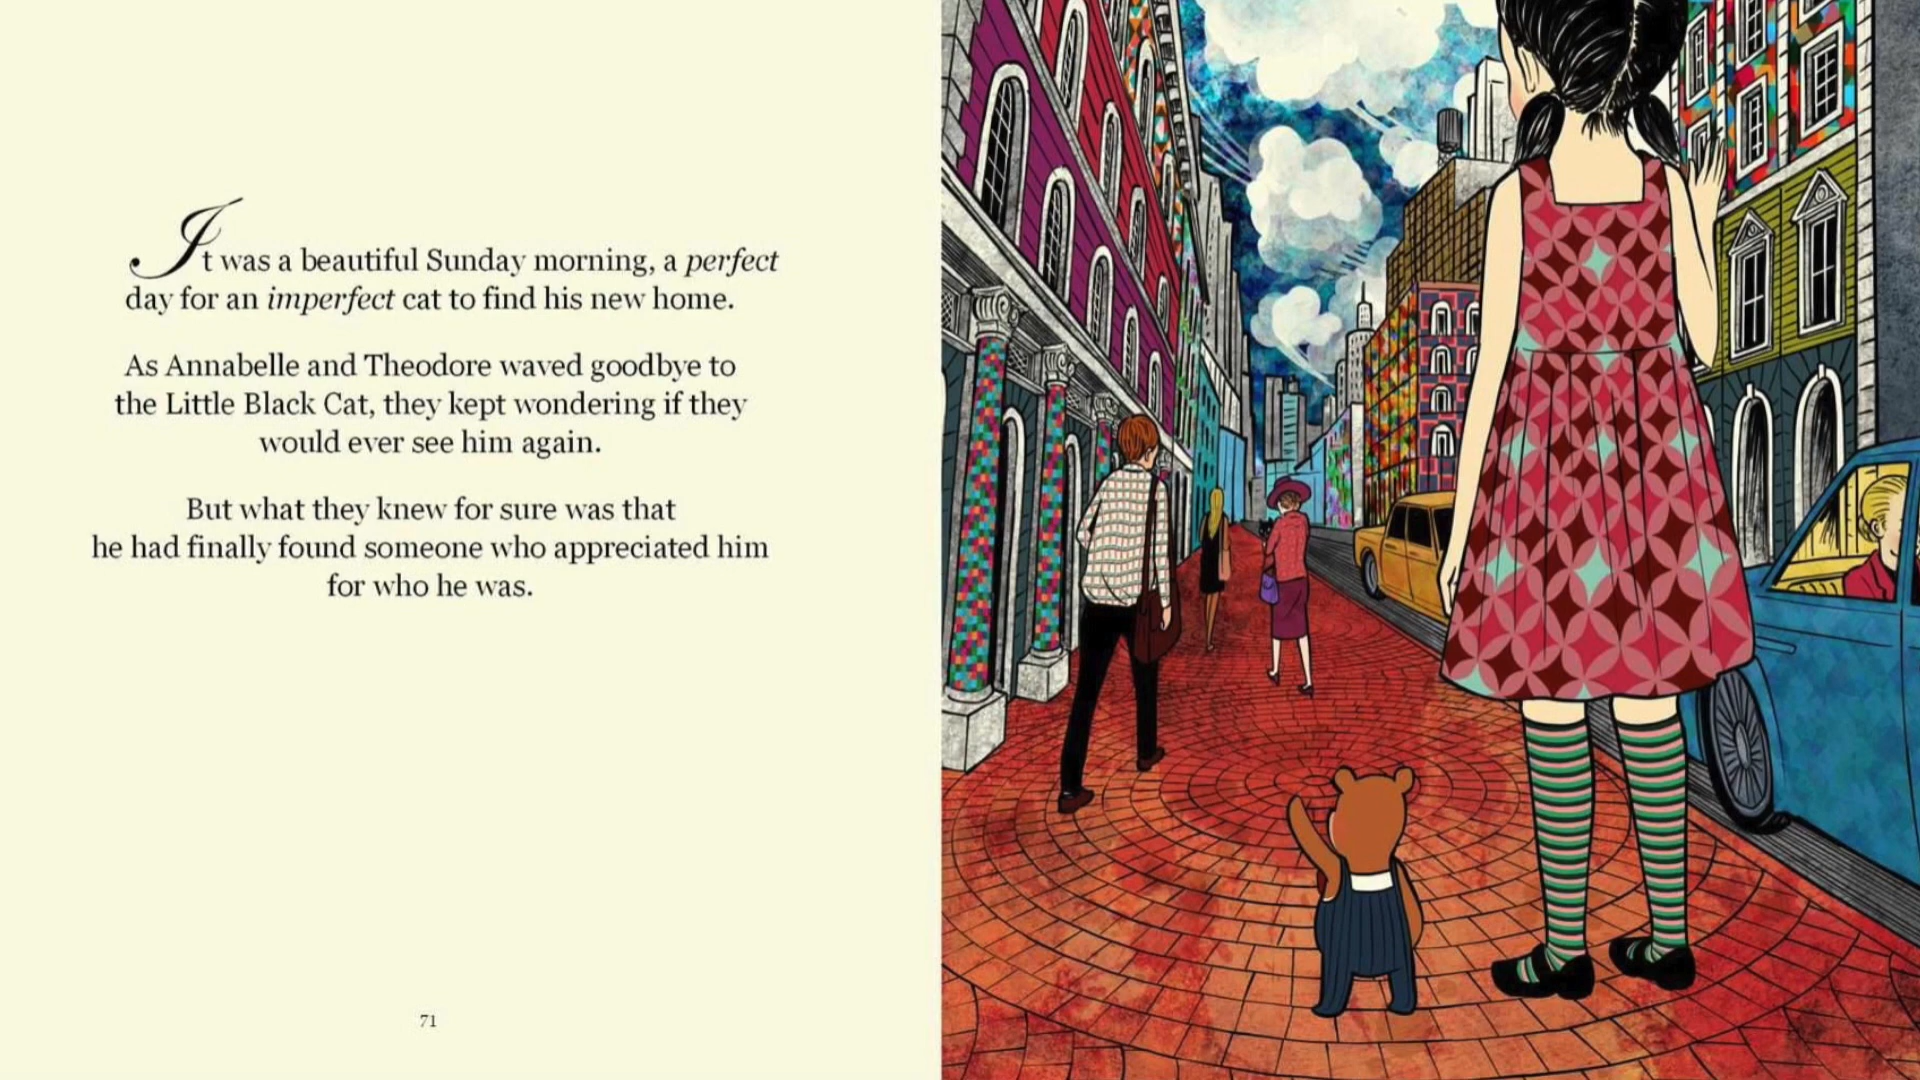 It was a beautiful Sunday morning, a perfect
day for an imperfect cat to find his new home.
As Annabelle and Theodore waved goodbye to
the Little Black Cat, they kept wondering if they
would ever see him again.
But what they knew for sure was that
he had finally found someone who appreciated him
for who he was.
71